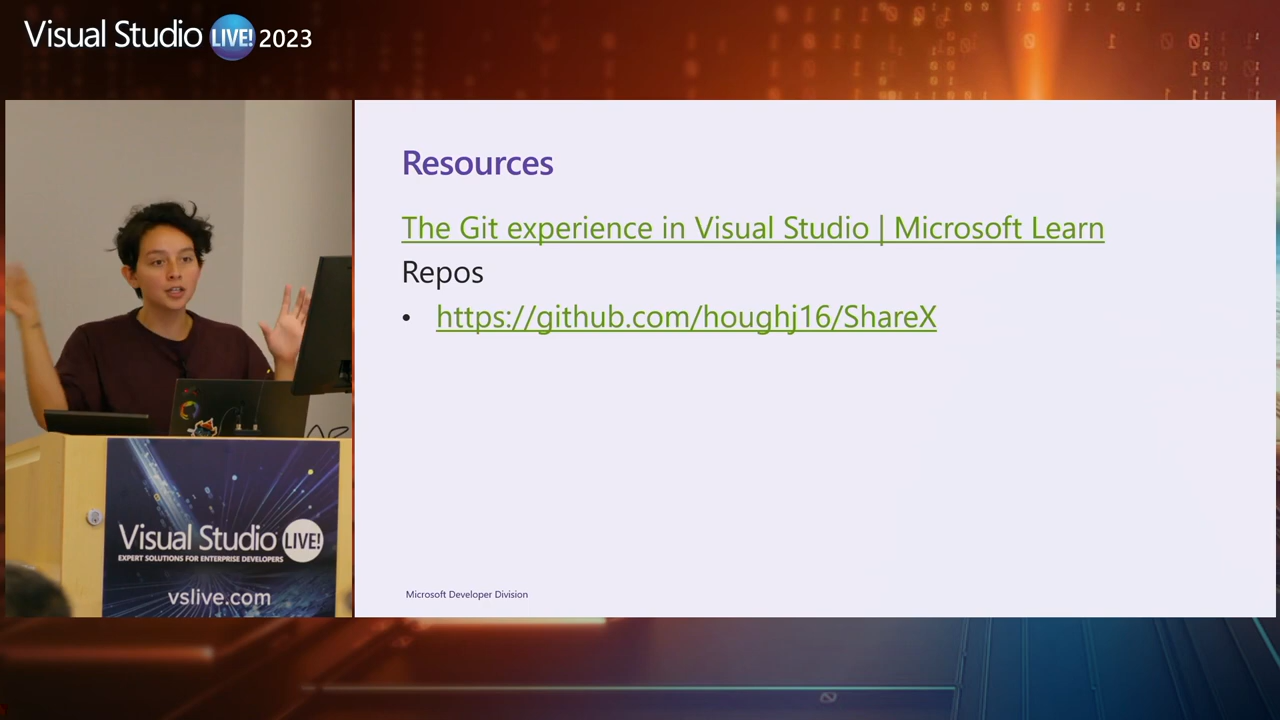 Visual Studio LIVE! 2023
Resources
The Git experience in Visual Studio | Microsoft Learn
Repos
• https://github.com/houghj16/ShareX
Microsoft Developer Division
Visual Studio LIVE!
EXPERT SOLUTIONS FOR ENTERPRISE DEVELOPERS
vslive.com